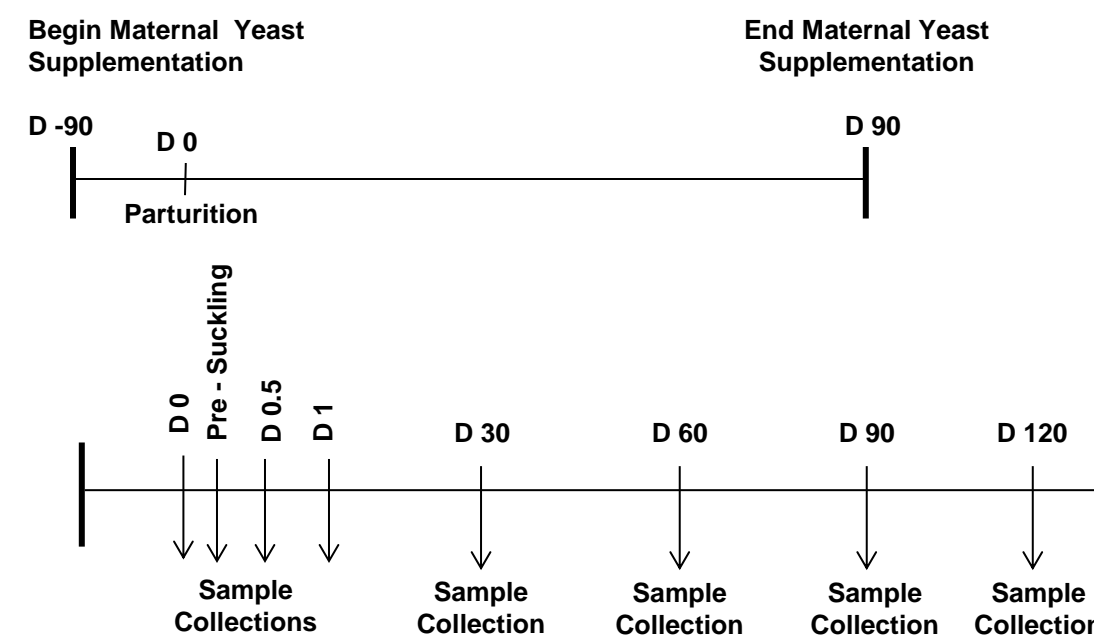 Begin Maternal Yeast
Supplementation
End Maternal Yeast
Supplementation
D -90
D 0
D 90
Parturition
D 0
Pre - Suckling
D 0.5
D 1
D 30
D 60
D 90
D 120
Sample
Collections
Sample
Collection
Sample
Collection
Sample
Collection
Sample
Collection